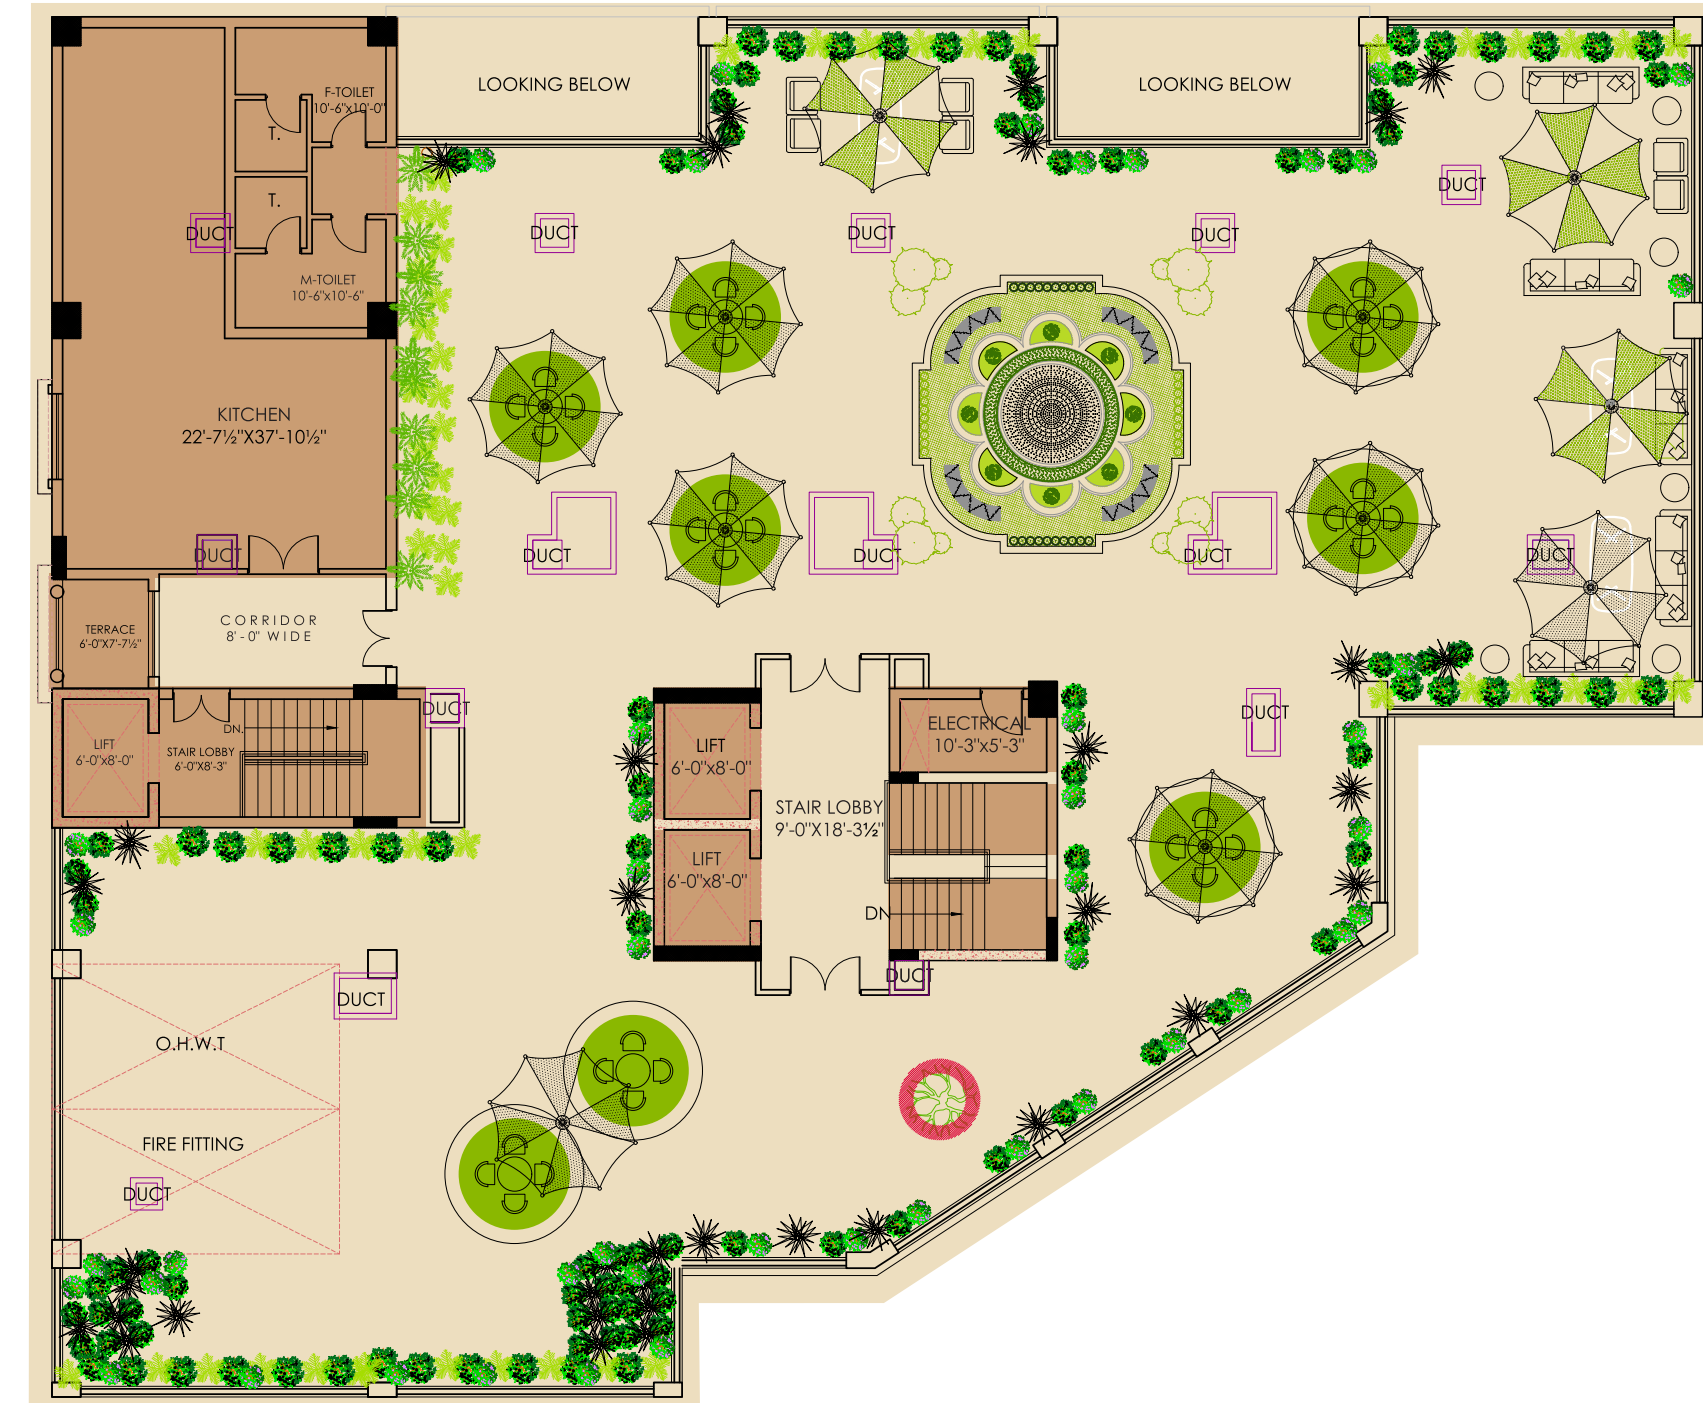 LOOKING BELOW
LOOKING BELOW
F-TOILET
10'-6"x10'-0"
T.
T.
DUCT
DUCT
DUCT
DUCT
DUCT
M-TOILET
10'-6"x10'-6"
KITCHEN
22'-7½"X37'-10½"
DUCT
DUCT
DUCT
DUCT
DUCT
CORRIDOR
8'-0" WIDE
TERRACE
6'-0"X7'-7½"
DUCT
DUCT
DN.
LIFT
6'-0"x8'-0"
STAIR LOBBY
6'-0"X8'-3"
LIFT
6'-0"x8'-0"
ELECTRICAL
10'-3"x5'-3"
STAIR LOBBY
9'-0"X18'-3½"
LIFT
6'-0"x8'-0"
DN
DUCT
DUCT
O.H.W.T
FIRE FITTING
DUCT